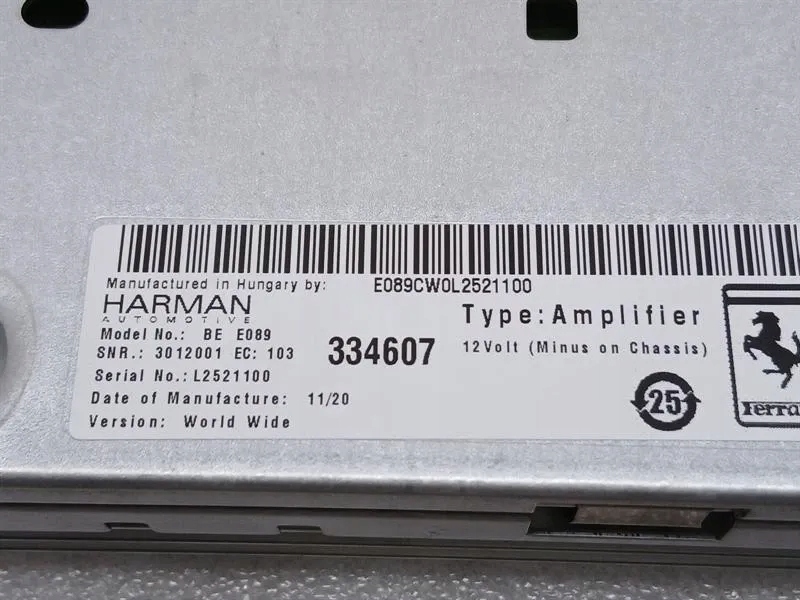 Manufactured in Hungary by:
E089CW0L2521100
HARMAN
AUTOMOTIVE
Type:Amplifier
Model No.: BE E089
334607
12Volt (Minus on Chassis)
SNR.: 3012001 EC: 103
Serial No.: L2521100
25
Date of Manufacture: 11/20
Version: World Wide